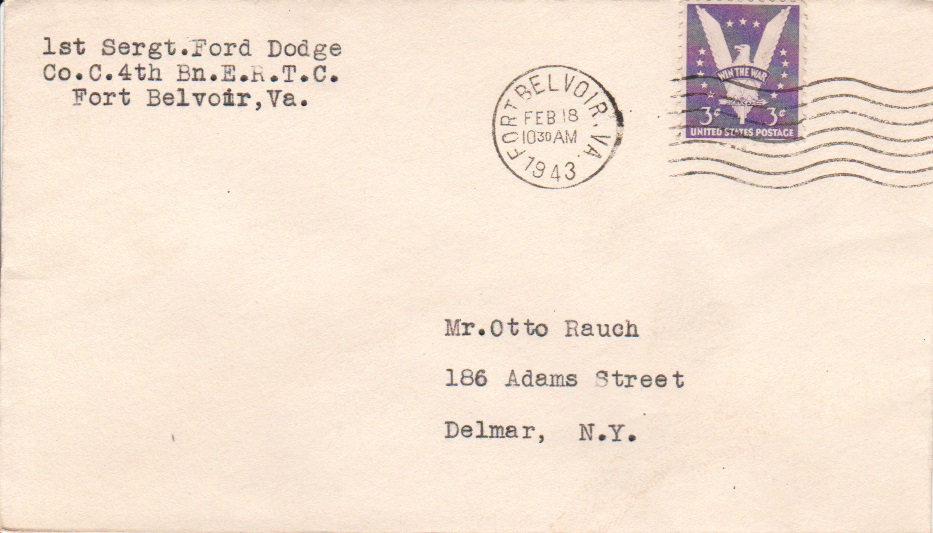 1st Sergt.Ford Dodge
Co.C.4th Bn.E.R.T.C.
Fort Belvoir,Va.
FORT BELVOIR, VA.
FEB 18
10 30 AM
1943
WIN THE WAR
3¢ 3¢
UNITED STATES POSTAGE
Mr.Otto Rauch
186 Adams Street
Delmar, N.Y.